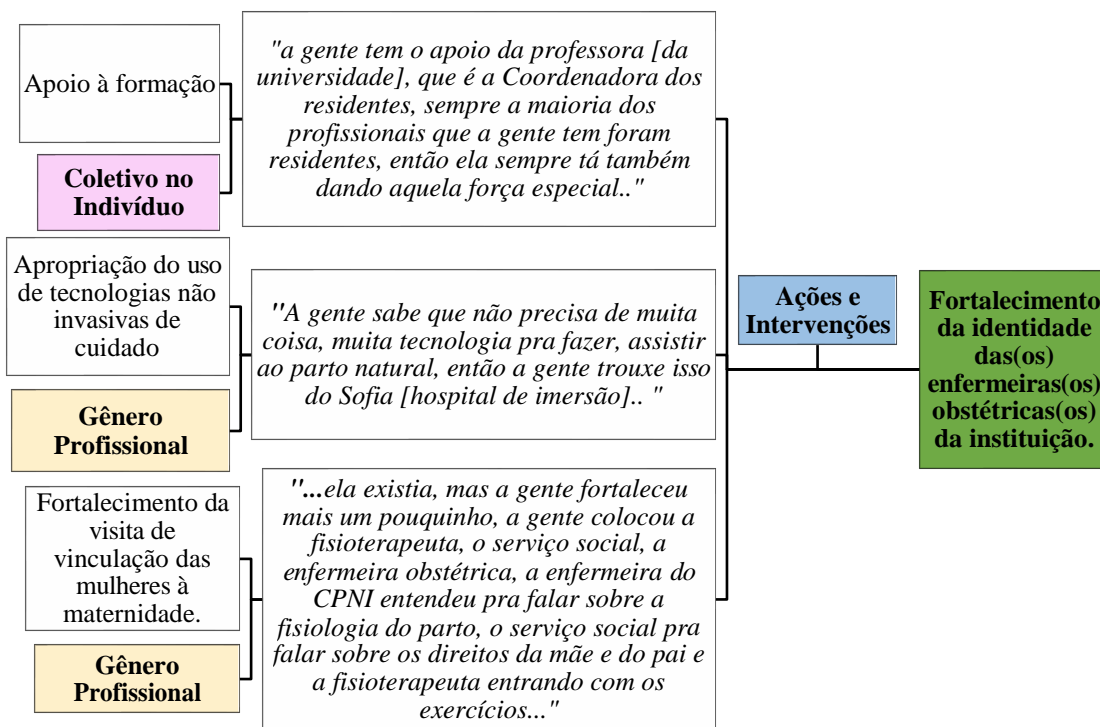 Apoio à formação
Coletivo no
Indivíduo
"a gente tem o apoio da professora [da
universidade], que é a Coordenadora dos
residentes, sempre a maioria dos
profissionais que a gente tem foram
residentes, então ela sempre tá também
dando aquela força especial.."
Apropriação do uso
de tecnologias não
invasivas de
cuidado
Gênero
Profissional
"A gente sabe que não precisa de muita
coisa, muita tecnologia pra fazer, assistir
ao parto natural, então a gente trouxe isso
do Sofia [hospital de imersão].. "
Fortalecimento da
visita de
vinculação das
mulheres à
maternidade.
Gênero
Profissional
"...ela existia, mas a gente fortaleceu
mais um pouquinho, a gente colocou a
fisioterapeuta, o serviço social, a
enfermeira obstétrica, a enfermeira do
CPNI entendeu pra falar sobre a
fisiologia do parto, o serviço social pra
falar sobre os direitos da mãe e do pai e
a fisioterapeuta entrando com os
exercícios..."
Ações e
Intervenções
Fortalecimento
da identidade
das(os)
enfermeiras(os)
obstétricas(os)
da instituição.